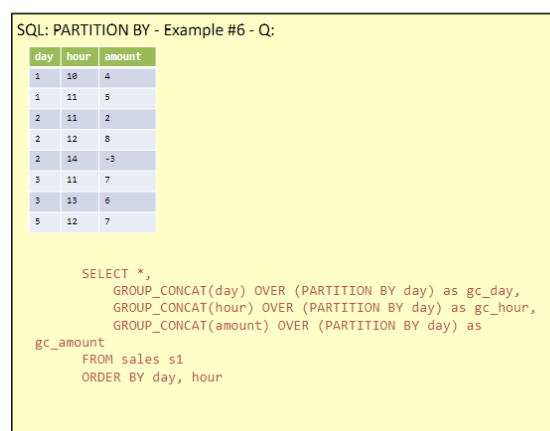 SQL: PARTITION BY - Example #6 - Q:
day hour amount
1 10 4
1 11 5
2 11 2
2 12 8
2 14 -3
3 11 7
3 13 6
5 12 7
SELECT *,
GROUP_CONCAT(day) OVER (PARTITION BY day) as gc_day,
GROUP_CONCAT(hour) OVER (PARTITION BY day) as gc_hour,
GROUP_CONCAT(amount) OVER (PARTITION BY day) as
gc_amount
FROM sales s1
ORDER BY day, hour